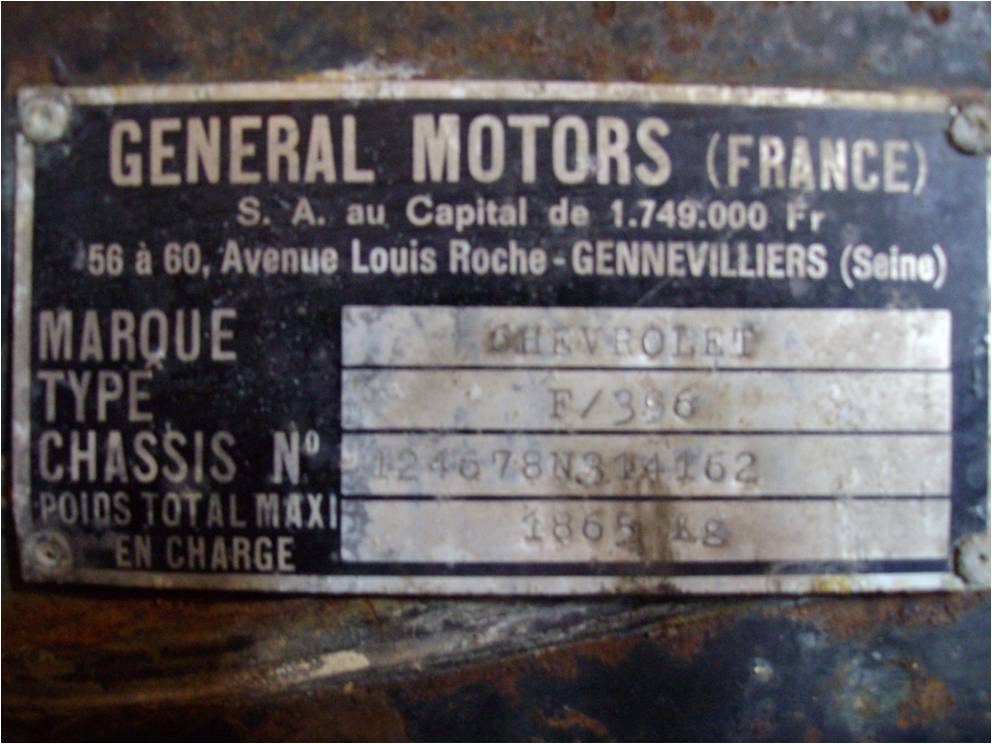 GENERAL MOTORS (FRANCE)
S. A. au Capital de 1.749.000 Fr
56 à 60, Avenue Louis Roche - GENNEVILLIERS (Seine)
MARQUE CHEVROLET
TYPE F/396
CHASSIS Nº 124678N314162
POIDS TOTAL MAXI
EN CHARGE 1865 kg